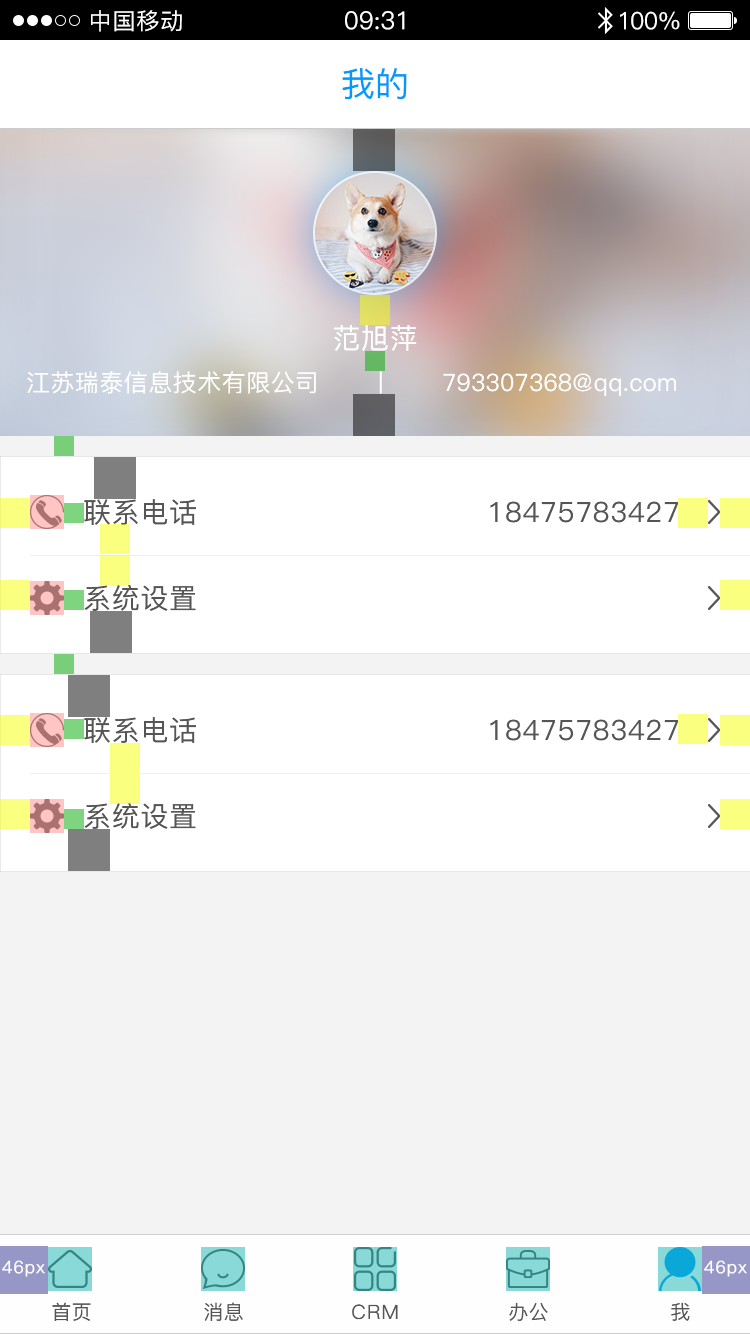 中国移动 09:31 100%
我的
范旭萍
江苏瑞泰信息技术有限公司 | 793307368@qq.com
联系电话 18475783427
系统设置
联系电话 18475783427
系统设置
46px 46px
首页 消息 CRM 办公 我